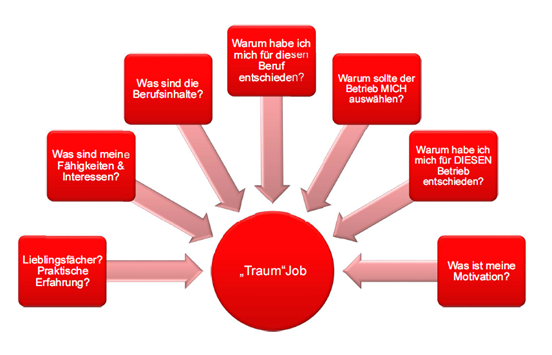 Lieblingsfächer?
Praktische
Erfahrung?
Was sind meine
Fähigkeiten &
Interessen?
Was sind die
Berufsinhalte?
Warum habe ich
mich für diesen
Beruf
entschieden?
Warum sollte der
Betrieb MICH
auswählen?
Warum habe ich
mich für DIESEN
Betrieb
entschieden?
Was ist meine
Motivation?
„Traum“Job